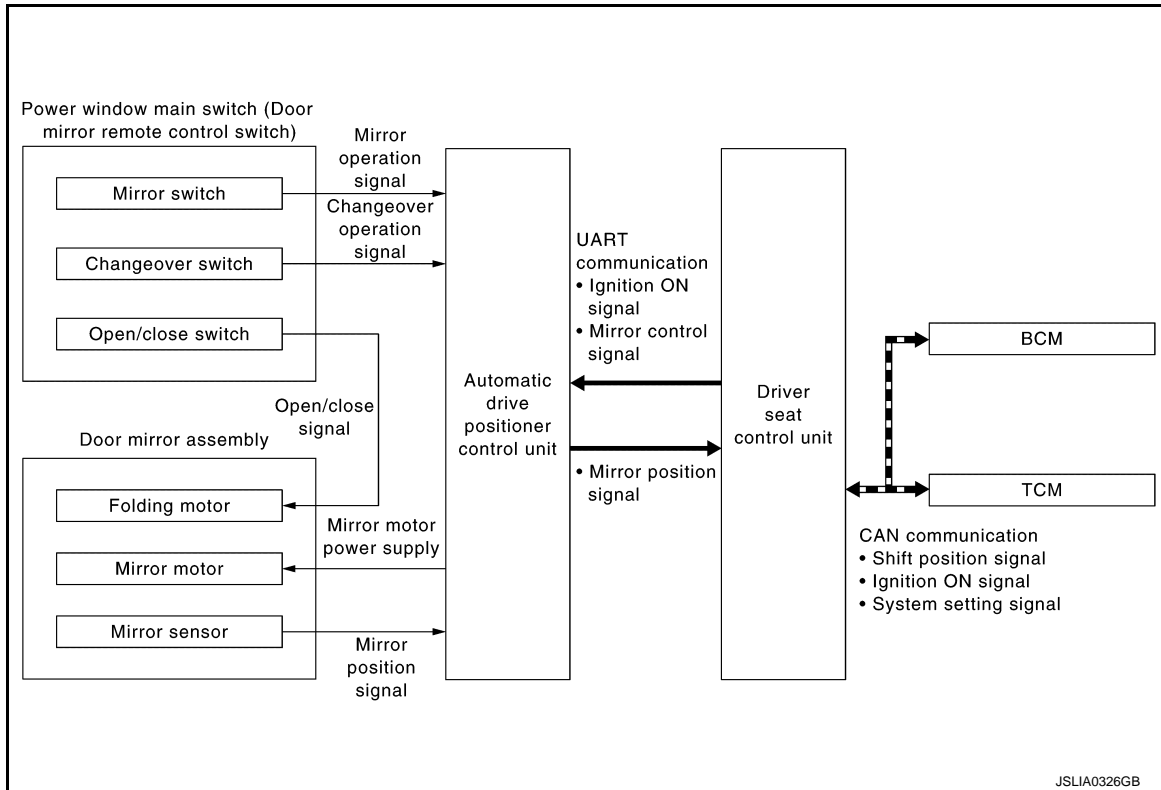 Power window main switch (Door
mirror remote control switch)
Mirror switch
Changeover switch
Open/close switch
Mirror
operation
signal
Changeover
operation
signal
Open/close
signal
Door mirror assembly
Folding motor
Mirror motor
Mirror sensor
Mirror motor
power supply
Mirror
position
signal
Automatic
drive
positioner
control unit
UART
communication
• Ignition ON
signal
• Mirror control
signal
• Mirror position
signal
Driver
seat
control unit
BCM
TCM
CAN communication
• Shift position signal
• Ignition ON signal
• System setting signal
JSLIA0326GB